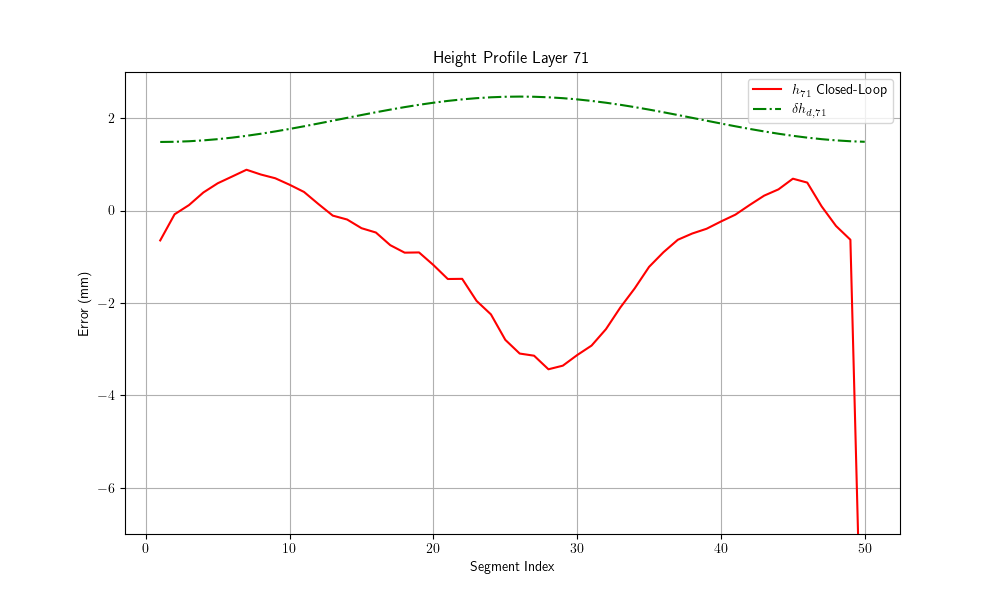 Height Profile Layer 71
h₇₁ Closed-Loop
δh_{d,71}
2
0
−2
−4
−6
Error (mm)
0 10 20 30 40 50
Segment Index